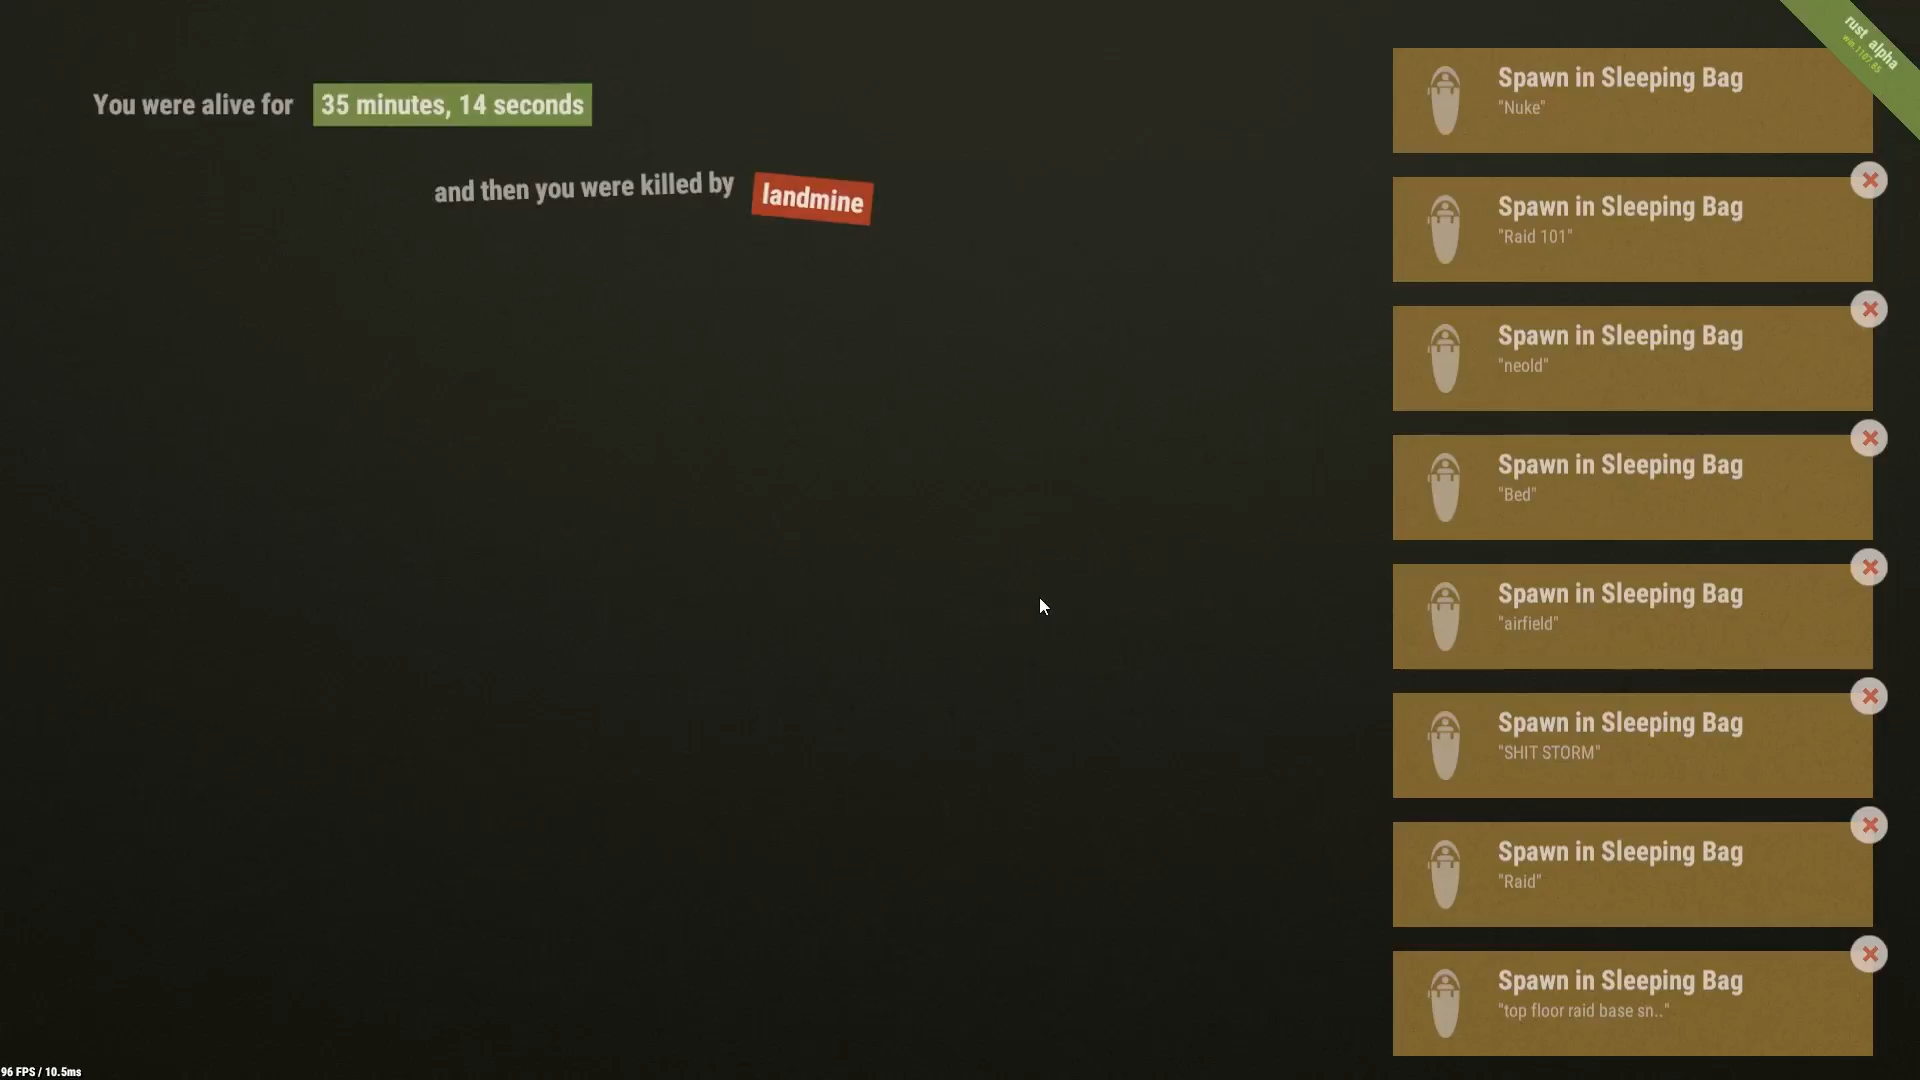 You were alive for 35 minutes, 14 seconds
and then you were killed by landmine
rust alpha
win.1107.65
Spawn in Sleeping Bag
"Nuke"
Spawn in Sleeping Bag
"Raid 101"
Spawn in Sleeping Bag
"neold"
Spawn in Sleeping Bag
"Bed"
Spawn in Sleeping Bag
"airfield"
Spawn in Sleeping Bag
"SHIT STORM"
Spawn in Sleeping Bag
"Raid"
Spawn in Sleeping Bag
"top floor raid base sn.."
96 FPS / 10.5ms